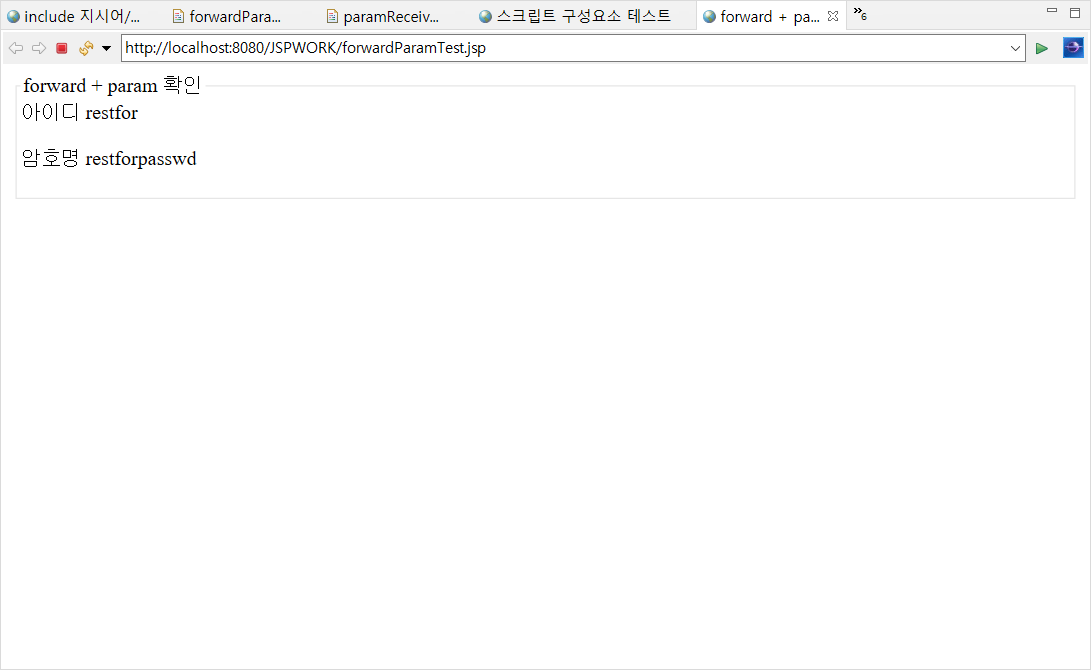 include 지시어/...
forwardPara...
paramReceiv...
스크립트 구성요소 테스트
forward + pa...
»6
http://localhost:8080/JSPWORK/forwardParamTest.jsp
forward + param 확인
아이디 restfor
암호명 restforpasswd